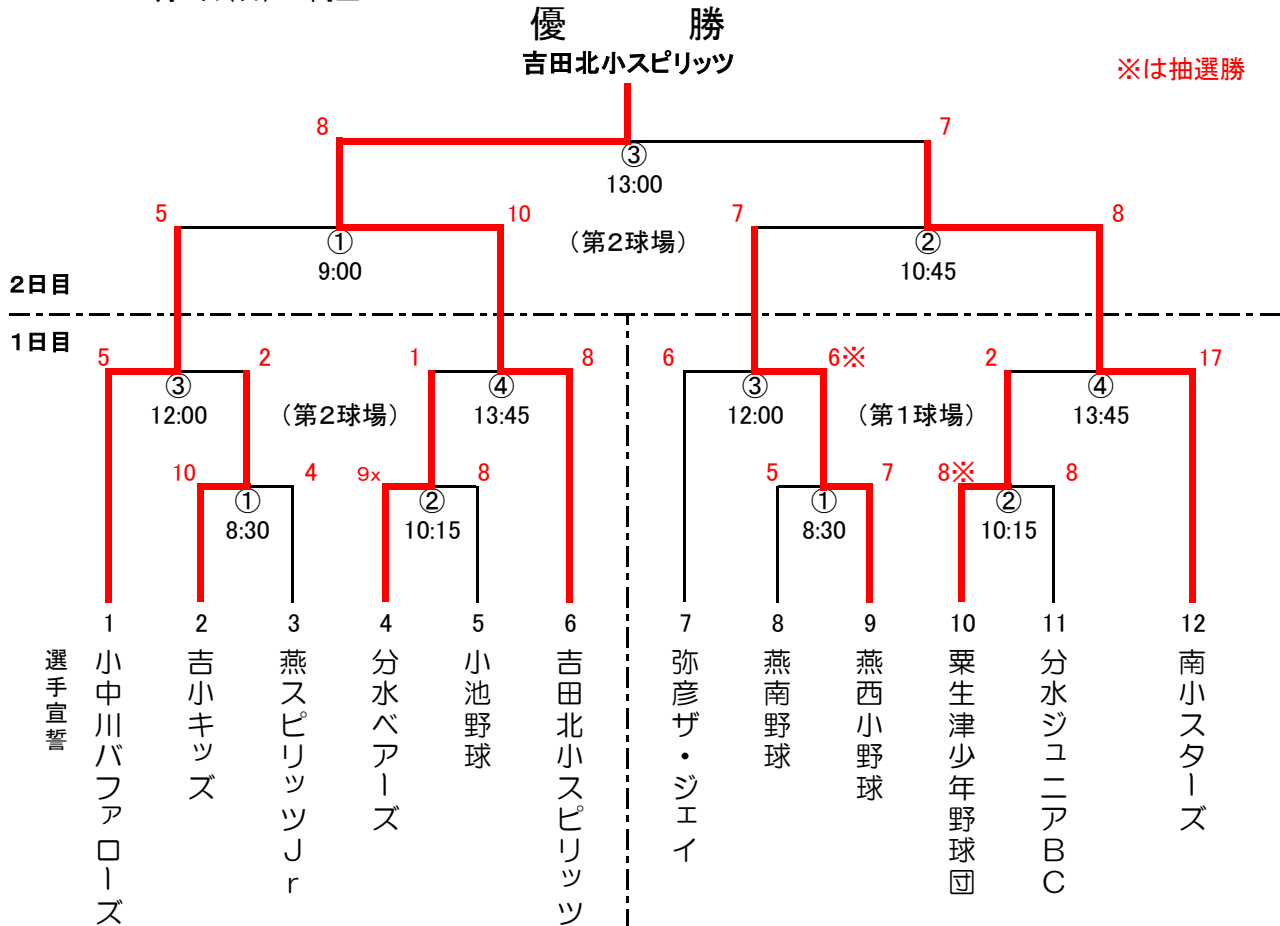 優 勝
吉田北小スピリッツ
※は抽選勝
8 7
③
13:00
5 10 7 8
① (第2球場) ②
9:00 10:45
2日目
1日目
5 2 1 8 6 6※ 2 17
③ ④ ③ ④
12:00 (第2球場) 13:45 12:00 (第1球場) 13:45
10 4 9x 8 5 7 8※ 8
① ② ① ②
8:30 10:15 8:30 10:15
1 2 3 4 5 6 7 8 9 10 11 12
選手宣誓
小中川バファローズ
吉小キッズ
燕スピリッツJr
分水ベアーズ
小池野球
吉田北小スピリッツ
弥彦ザ・ジェイ
燕南野球
燕西小野球
粟生津少年野球団
分水ジュニアBC
南小スターズ